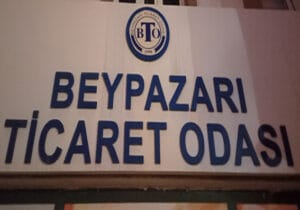 BTO
BEYPAZARI
TİCARET ODASI